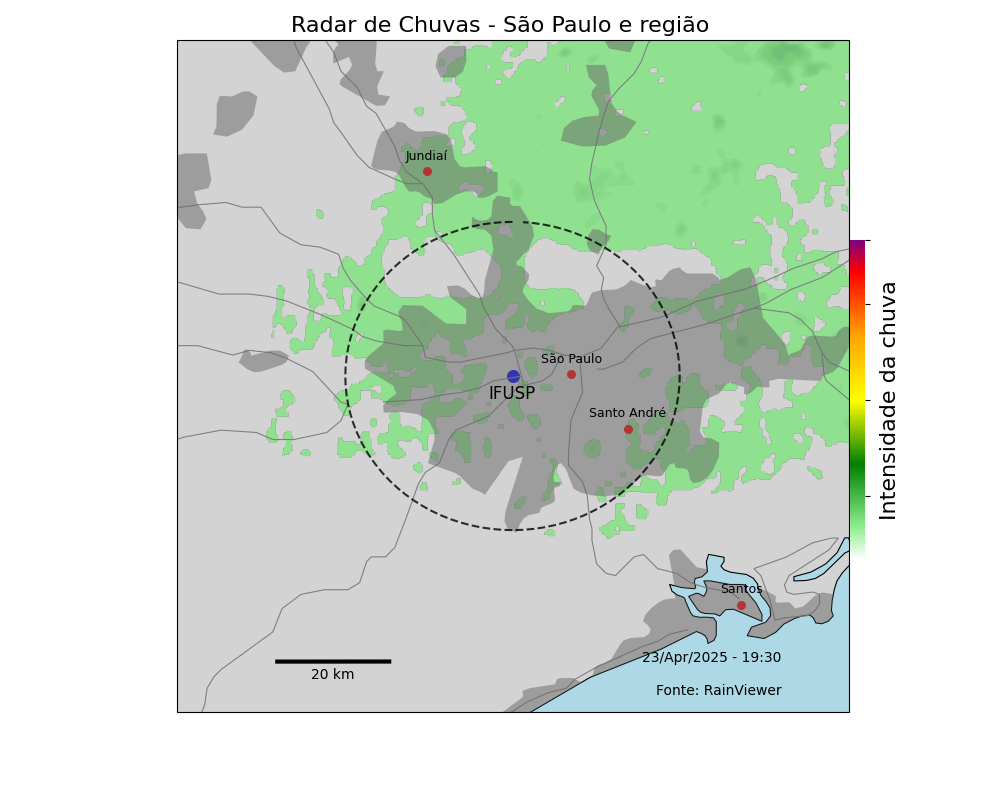 Radar de Chuvas - São Paulo e região
Jundiaí
São Paulo
IFUSP
Santo André
Intensidade da chuva
Santos
23/Apr/2025 - 19:30
20 km
Fonte: RainViewer